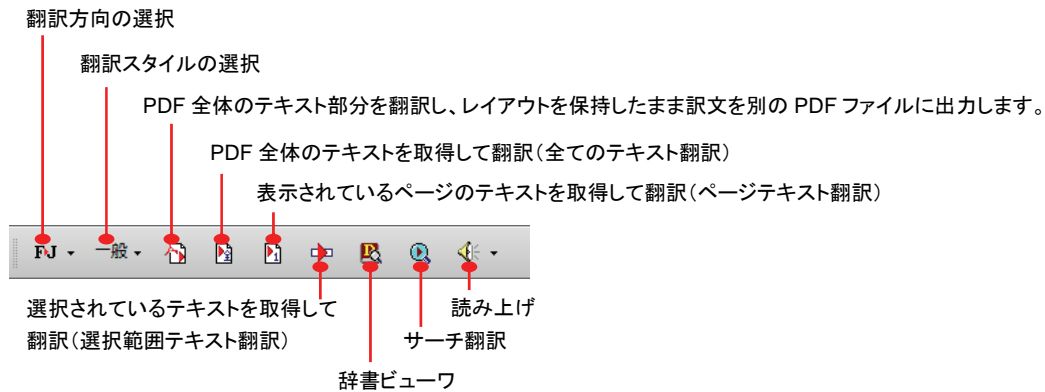 翻訳方向の選択
翻訳スタイルの選択
PDF 全体のテキスト部分を翻訳し、レイアウトを保持したまま訳文を別の PDF ファイルに出力します。
PDF 全体のテキストを取得して翻訳（全てのテキスト翻訳）
表示されているページのテキストを取得して翻訳（ページテキスト翻訳）
一般
選択されているテキストを取得して
翻訳（選択範囲テキスト翻訳）
読み上げ
サーチ翻訳
辞書ビューワ